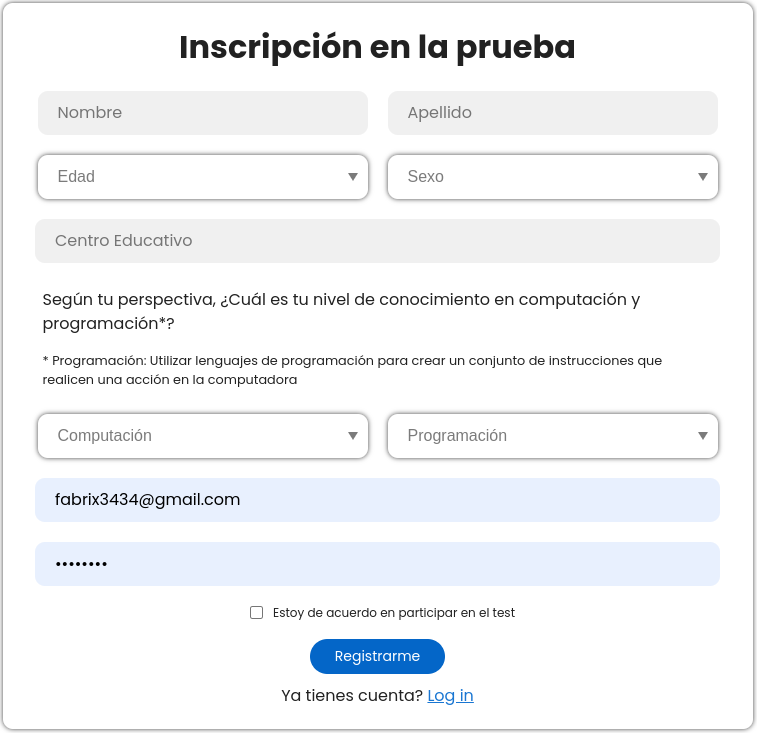 Inscripción en la prueba
Nombre
Apellido
Edad
Sexo
Centro Educativo
Según tu perspectiva, ¿Cuál es tu nivel de conocimiento en computación y
programación*?
* Programación: Utilizar lenguajes de programación para crear un conjunto de instrucciones que
realicen una acción en la computadora
Computación
Programación
fabrix3434@gmail.com
••••••••
Estoy de acuerdo en participar en el test
Registrarme
Ya tienes cuenta? Log in